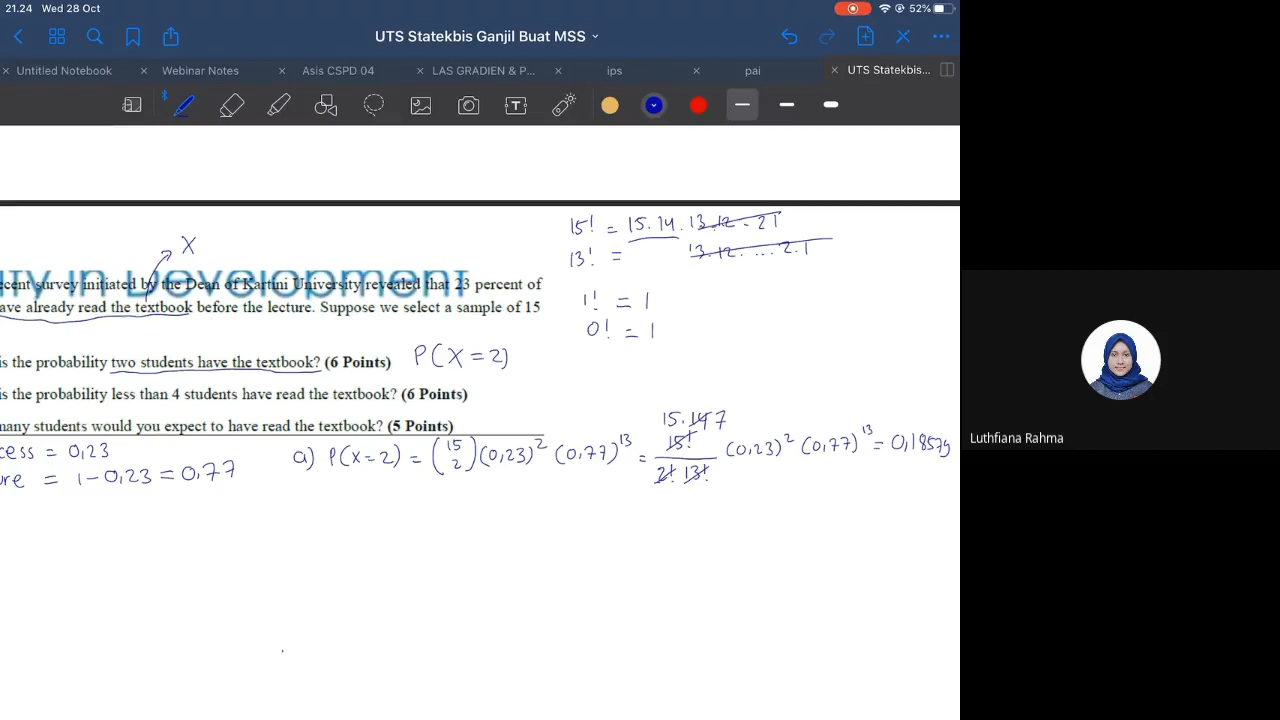 21.24 Wed 28 Oct
52%
UTS Statekbis Ganjil Buat MSS
Untitled Notebook
Webinar Notes
Asis CSPD 04
LAS GRADIEN & P...
ips
pai
UTS Statekbis...
15! = 15.14.13.12...21
13! = 13.12....2.1
1! = 1
0! = 1
X
ity in Development
ecent survey initiated by the Dean of Kartini University revealed that 23 percent of
ave already read the textbook before the lecture. Suppose we select a sample of 15
is the probability two students have the textbook? (6 Points) P(X=2)
is the probability less than 4 students have read the textbook? (6 Points)
many students would you expect to have read the textbook? (5 Points)
cess = 0,23
ure = 1-0,23 = 0,77
a) P(X=2) = (15 2) (0,23)² (0,77)¹³ = 15.14 7 15! / 2! 13! (0,23)² (0,77)¹³ = 0,18579
Luthfiana Rahma